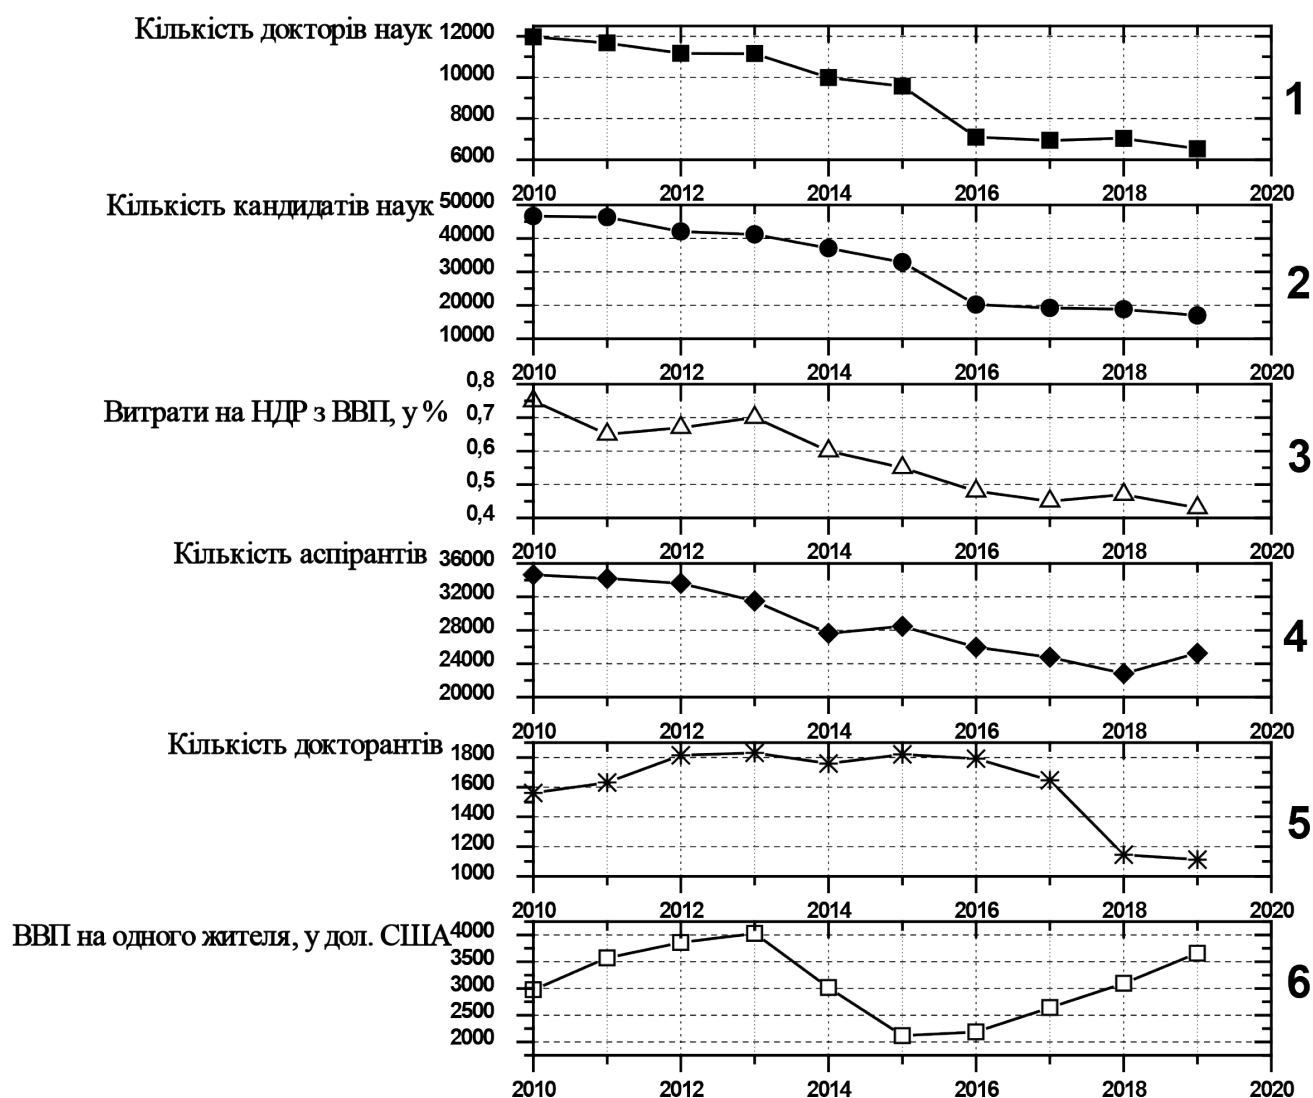 Кількість докторів наук
12000
10000
8000
6000
1
2010 2012 2014 2016 2018 2020
Кількість кандидатів наук
50000
40000
30000
20000
10000
2
2010 2012 2014 2016 2018 2020
Витрати на НДР з ВВП, у %
0,8
0,7
0,6
0,5
0,4
3
2010 2012 2014 2016 2018 2020
Кількість аспірантів
36000
32000
28000
24000
20000
4
2010 2012 2014 2016 2018 2020
Кількість докторантів
1800
1600
1400
1200
1000
5
2010 2012 2014 2016 2018 2020
ВВП на одного жителя, у дол. США
4000
3500
3000
2500
2000
6
2010 2012 2014 2016 2018 2020